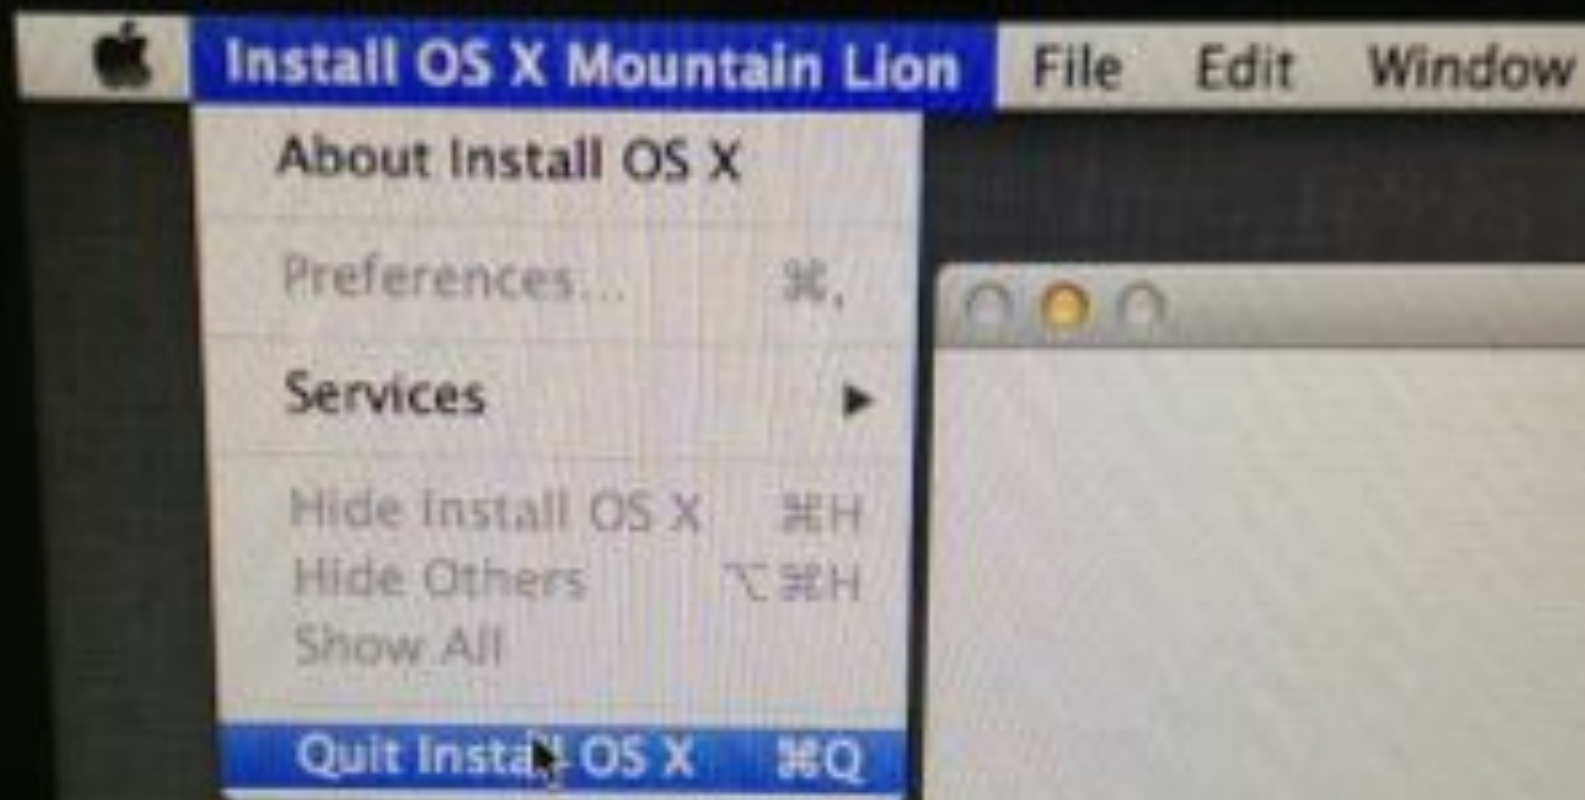 Install OS X Mountain Lion File Edit Window
About Install OS X
Preferences... ⌘,
Services ▶
Hide Install OS X ⌘H
Hide Others ⌥⌘H
Show All
Quit Install OS X ⌘Q